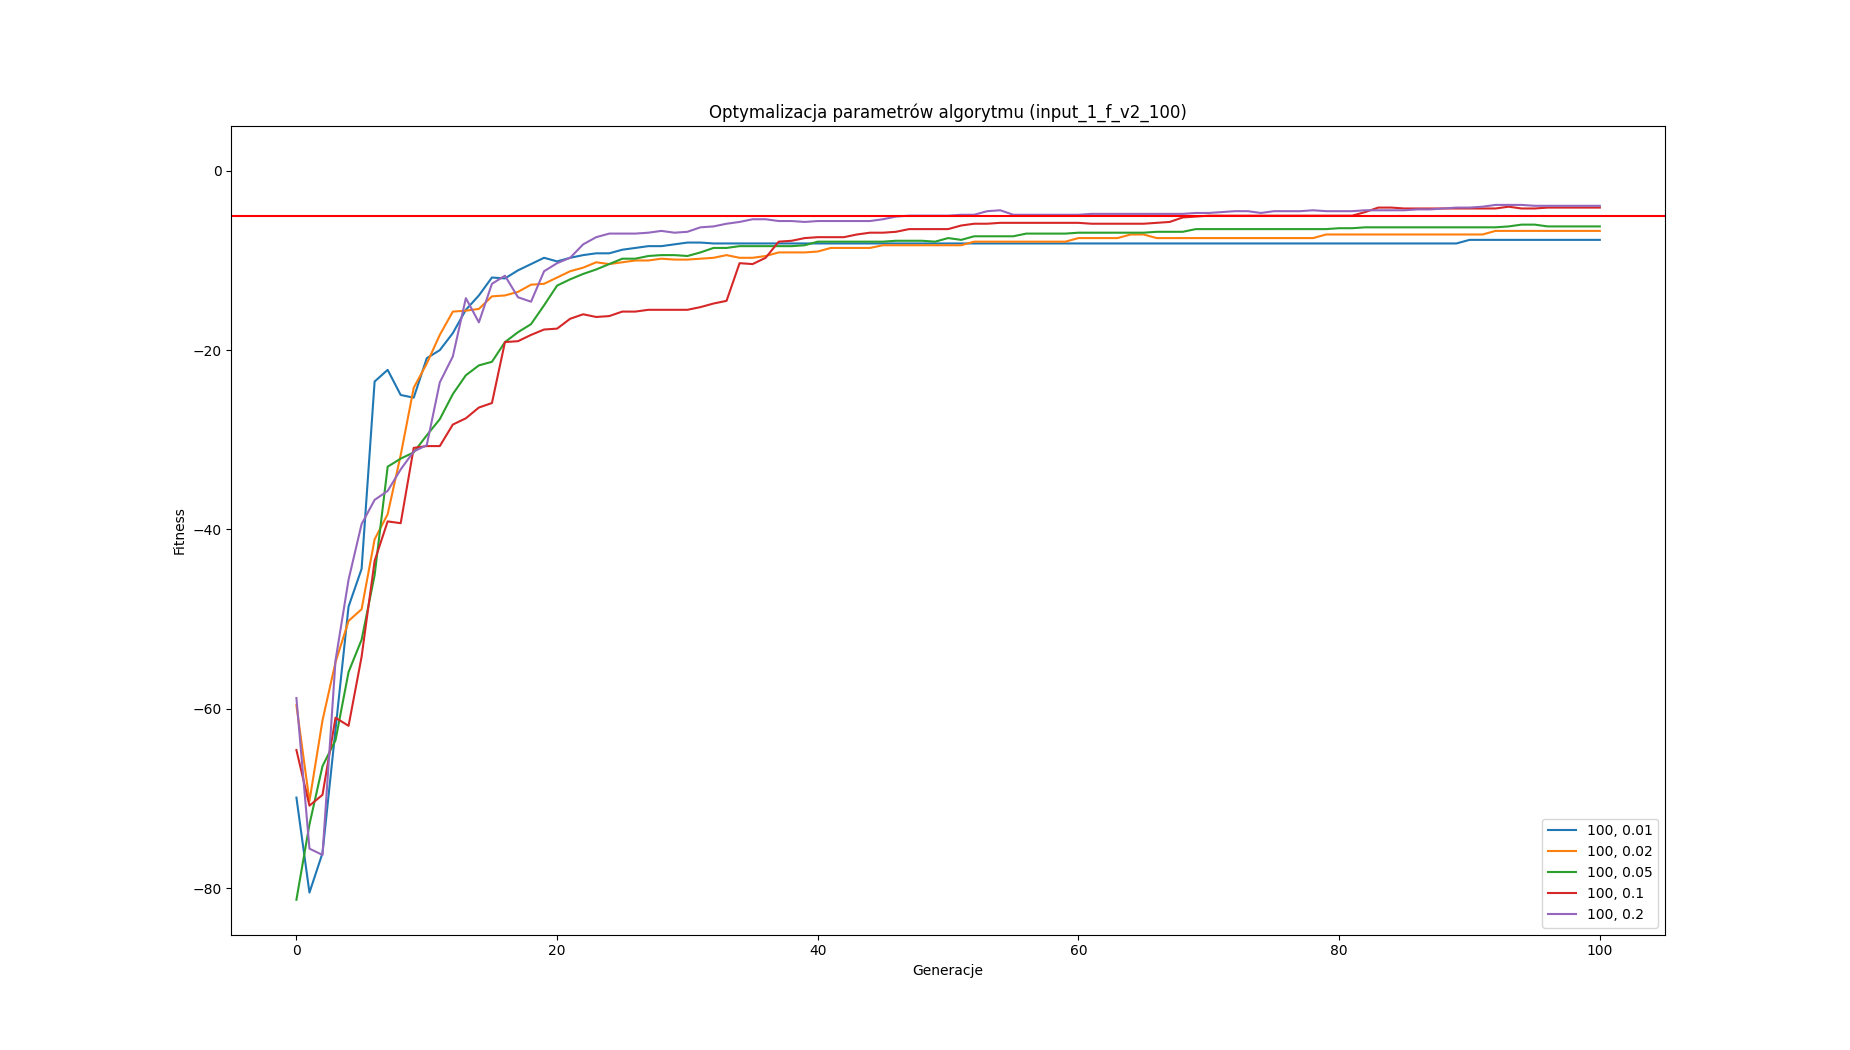 Optymalizacja parametrów algorytmu (input_1_f_v2_100)
Fitness
0
−20
−40
−60
−80
0 20 40 60 80 100
Generacje
100, 0.01
100, 0.02
100, 0.05
100, 0.1
100, 0.2